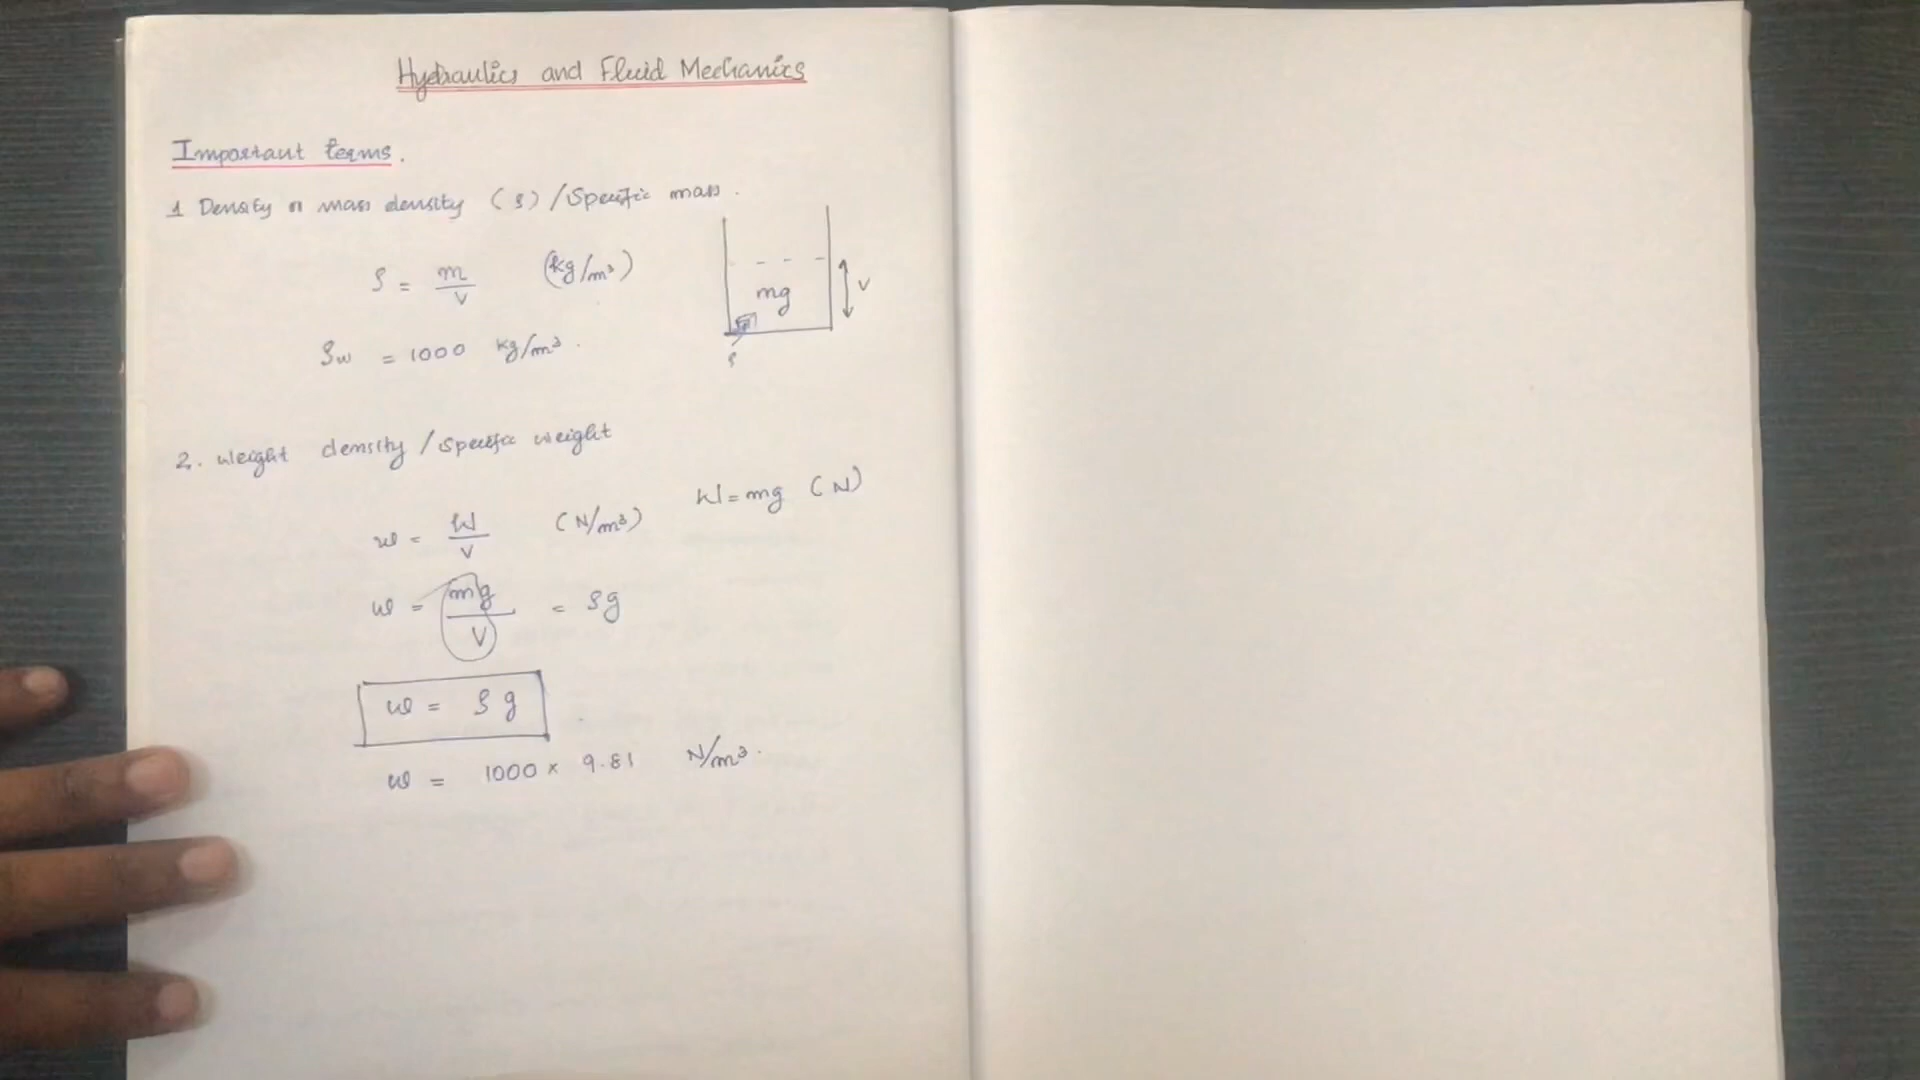 Hydraulics and Fluid Mechanics
Important terms.
1 Density or mass density (ρ) / Specific mass.
ρ = m/V (kg/m³)
mg
V
ρ
ρw = 1000 kg/m³.
2. Weight density / Specific weight
w = W/V (N/m³) W = mg (N)
w = mg/V = ρg
w = ρg
w = 1000 × 9.81 N/m³.